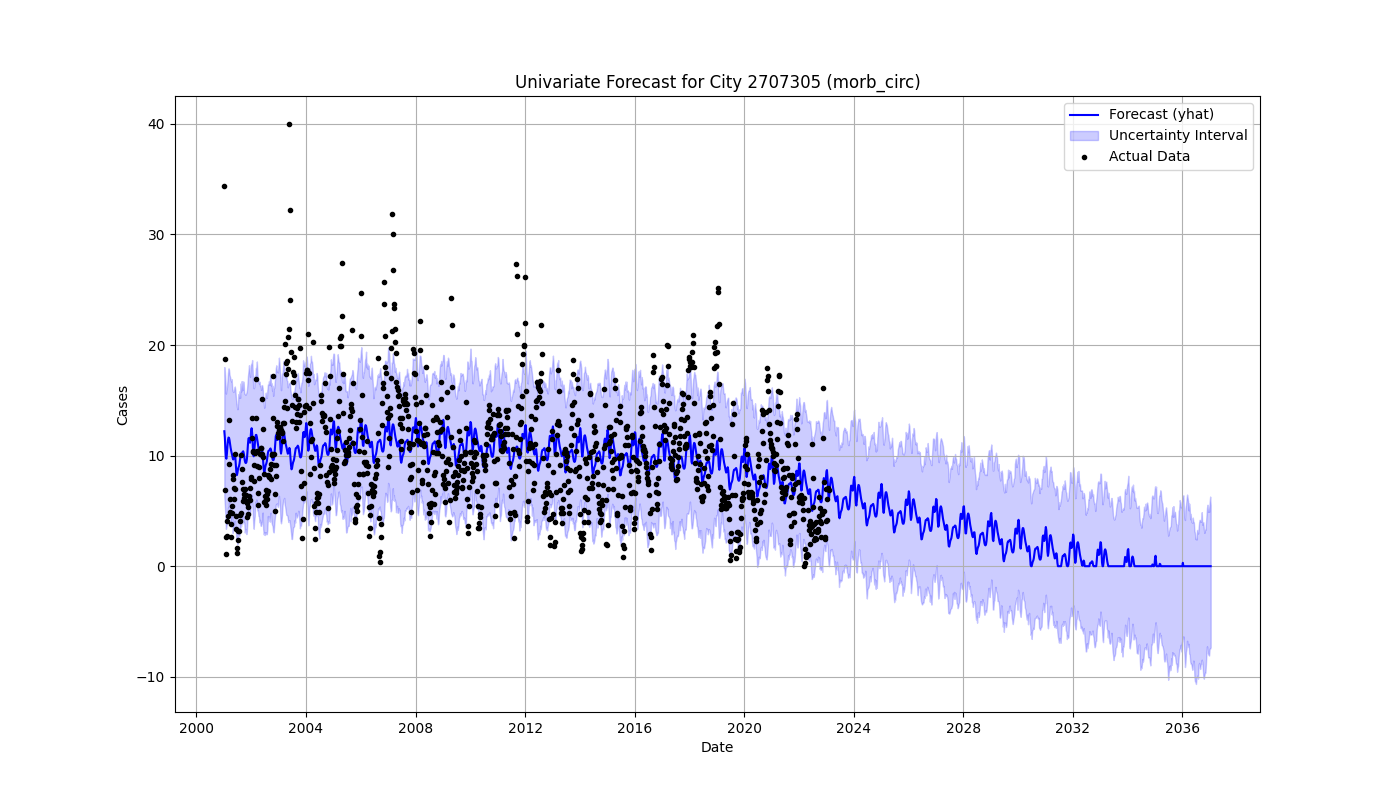 Univariate Forecast for City 2707305 (morb_circ)
Forecast (yhat)
Uncertainty Interval
Actual Data
Cases
40
30
20
10
0
−10
2000 2004 2008 2012 2016 2020 2024 2028 2032 2036
Date